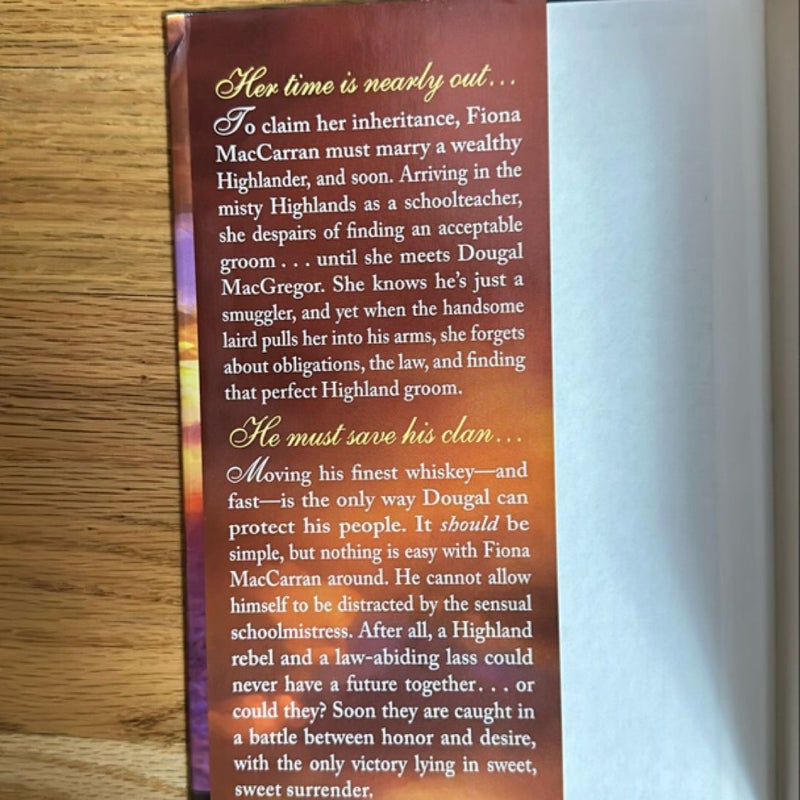 Her time is nearly out...
To claim her inheritance, Fiona
MacCarran must marry a wealthy
Highlander, and soon. Arriving in the
misty Highlands as a schoolteacher,
she despairs of finding an acceptable
groom . . . until she meets Dougal
MacGregor. She knows he's just a
smuggler, and yet when the handsome
laird pulls her into his arms, she forgets
about obligations, the law, and finding
that perfect Highland groom.
He must save his clan...
Moving his finest whiskey—and
fast—is the only way Dougal can
protect his people. It should be
simple, but nothing is easy with Fiona
MacCarran around. He cannot allow
himself to be distracted by the sensual
schoolmistress. After all, a Highland
rebel and a law-abiding lass could
never have a future together. . . or
could they? Soon they are caught in
a battle between honor and desire,
with the only victory lying in sweet,
sweet surrender.